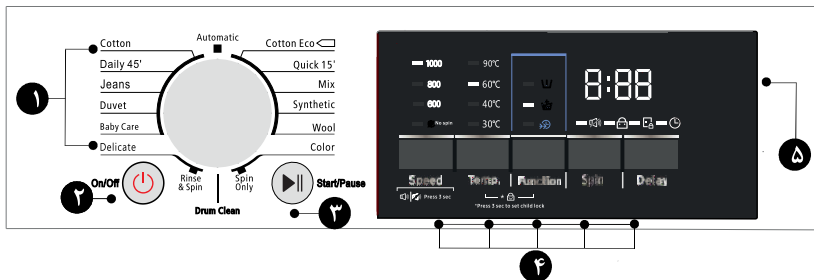 Automatic
Cotton
Cotton Eco
Daily 45'
Quick 15'
Jeans
Mix
Duvet
Synthetic
Baby Care
Wool
Delicate
Color
Rinse & Spin
Spin Only
Drum Clean
On/Off
Start/Pause
1000
800
600
No spin
90℃
60℃
40℃
30℃
8:88
Speed
Temp.
Function
Spin
Delay
Press 3 sec
*Press 3 sec to set child lock
۱
۲
۳
۴
۵